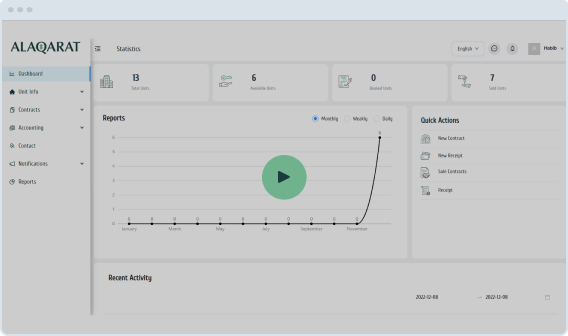 ALAQARAT
Statistics
English
Habib
Dashboard
Unit Info
Contracts
Accounting
Contact
Notifications
Reports
13
Total Units
6
Available Units
0
Rented Units
7
Sold Units
Reports
Monthly
Weekly
Daily
6
5
4
3
2
1
0
0 0 0 0 0 0 0 0 0 0 0 6
January March May July September November
Quick Actions
New Contract
New Receipt
Sale Contracts
Receipt
Recent Activity
2022-12-08 → 2022-12-08